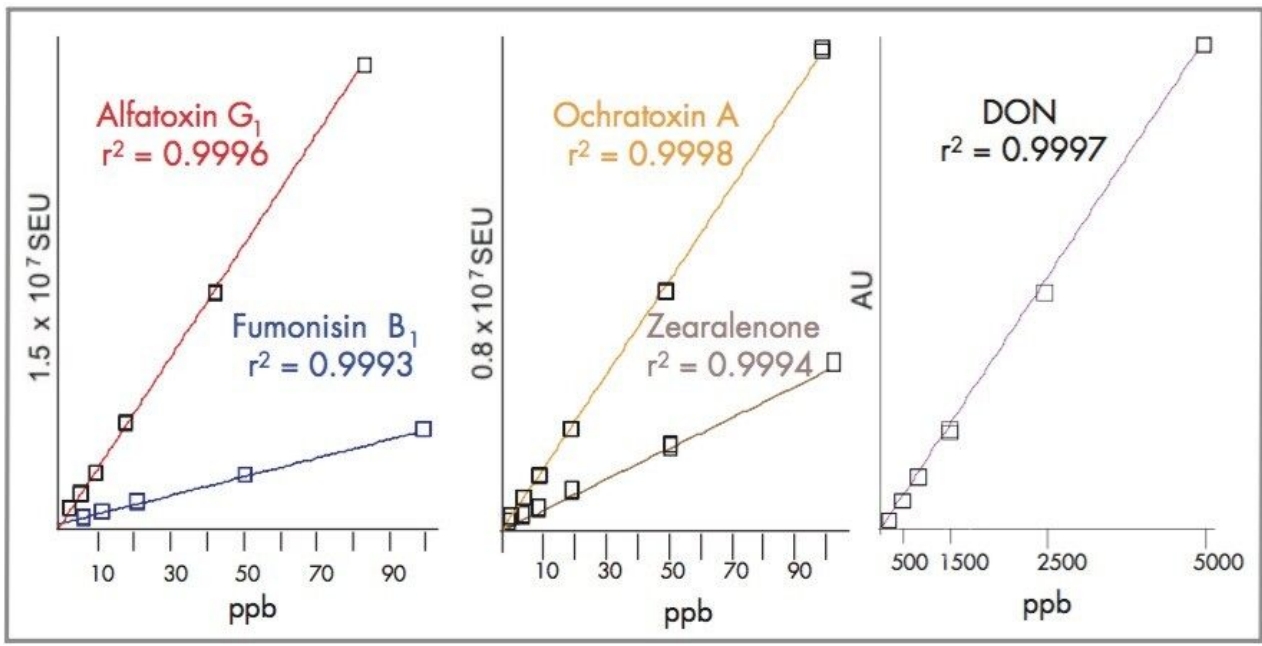 1.5 x 10⁷ SEU
Alfatoxin G₁
r² = 0.9996
Fumonisin B₁
r² = 0.9993
10 30 50 70 90
ppb
0.8 x 10⁷ SEU
Ochratoxin A
r² = 0.9998
Zearalenone
r² = 0.9994
10 30 50 70 90
ppb
AU
DON
r² = 0.9997
500 1500 2500 5000
ppb